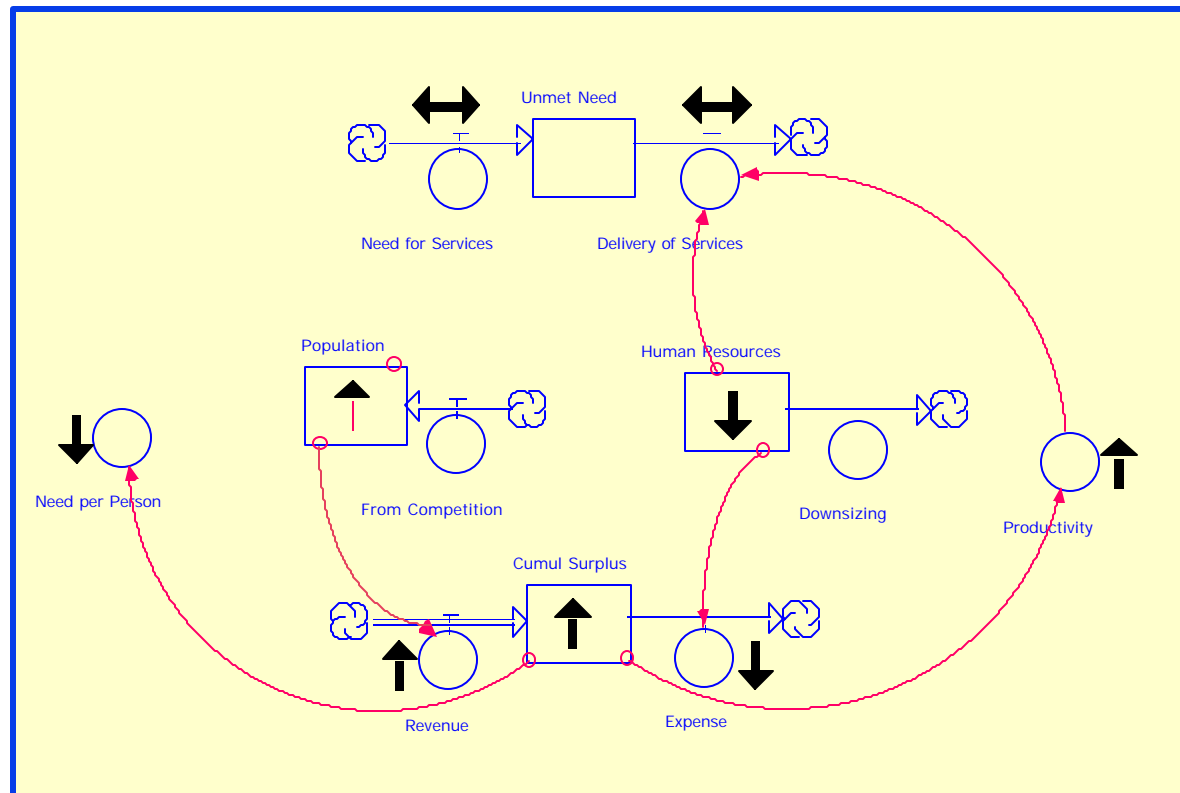 Unmet Need
Need for Services
Delivery of Services
Population
Human Resources
Need per Person
From Competition
Downsizing
Productivity
Cumul Surplus
Revenue
Expense